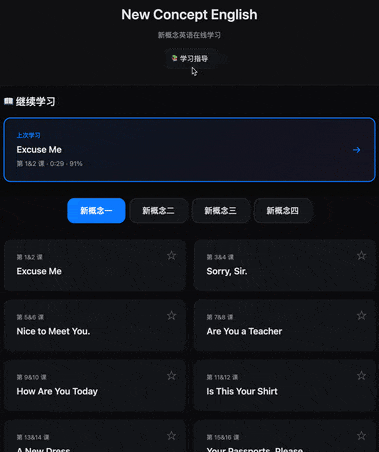 New Concept English
新概念英语在线学习
📚 学习指导
📖 继续学习
上次学习
Excuse Me
第 1&2 课 · 0:29 · 91%
→
新概念一 新概念二 新概念三 新概念四
第 1&2 课 ☆
Excuse Me
第 3&4 课 ☆
Sorry, Sir.
第 5&6 课 ☆
Nice to Meet You.
第 7&8 课 ☆
Are You a Teacher
第 9&10 课 ☆
How Are You Today
第 11&12 课 ☆
Is This Your Shirt
第 13&14 课 ☆
A New Dress
第 15&16 课 ☆
Your Passports, Please